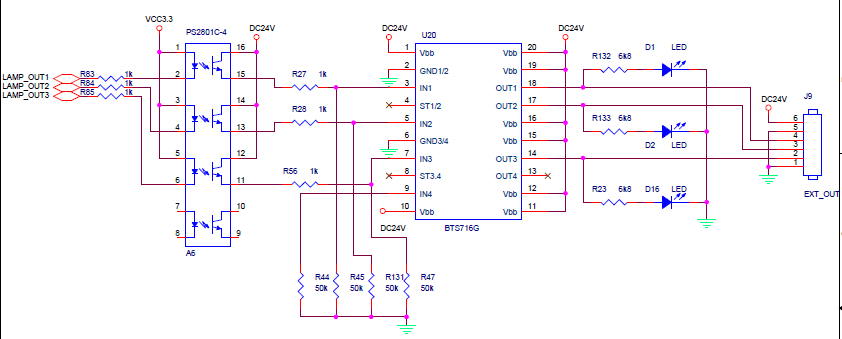 VCC3.3 PS2801C-4 DC24V DC24V U20 DC24V
1 16 1 Vbb Vbb 20 R132 6k8 D1 LED
LAMP_OUT1 R83 1k 2 15 R27 1k 2 GND1/2 Vbb 19
LAMP_OUT2 R84 1k 3 IN1 OUT1 18
LAMP_OUT3 R85 1k 3 14 R28 1k 4 ST1/2 OUT2 17 DC24V J9
4 13 5 IN2 Vbb 16 R133 6k8 D2 LED
6 GND3/4 Vbb 15
5 12 7 IN3 OUT3 14
6 11 R56 1k 8 ST3.4 OUT4 13
9 IN4 Vbb 12 R23 6k8 D16 LED
7 10 10 Vbb Vbb 11
8 9 DC24V BTS716G
A6
6
5
4
3
2
1
EXT_OUT
R44 R45 R131 R47
50k 50k 50k 50k